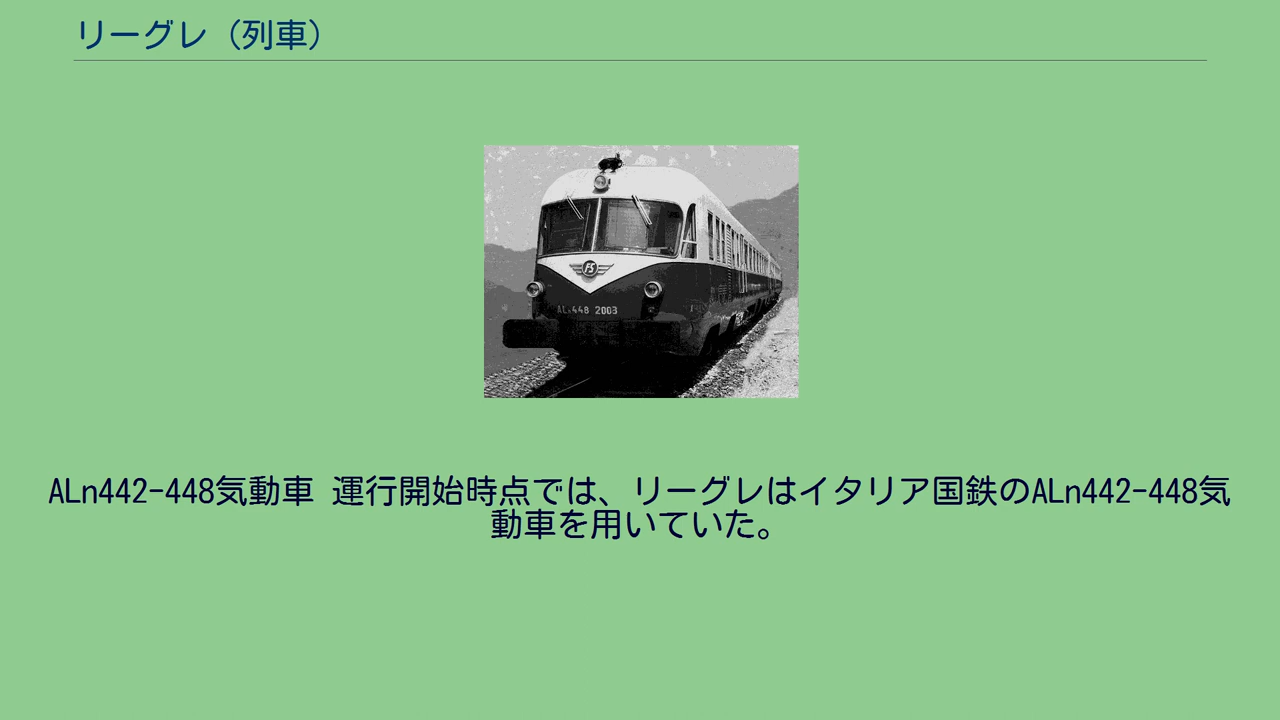 リーグレ（列車）
FS
ALn448 2003
ALn442-448気動車 運行開始時点では、リーグレはイタリア国鉄のALn442-448気
動車を用いていた。